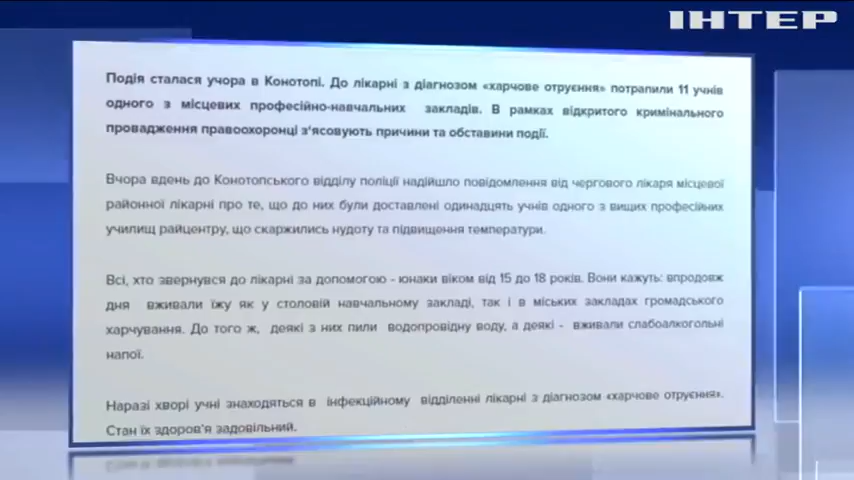 ІНТЕР
Подія сталася учора в Конотопі. До лікарні з діагнозом «харчове отруєння» потрапили 11 учнів
одного з місцевих професійно-навчальних закладів. В рамках відкритого кримінального
провадження правоохоронці з'ясовують причини та обставини події.
Вчора вдень до Конотопського відділу поліції надійшло повідомлення від чергового лікаря місцевої
районної лікарні про те, що до них були доставлені одинадцять учнів одного з вищих професійних
училищ райцентру, що скаржились нудоту та підвищення температури.
Всі, хто звернувся до лікарні за допомогою - юнаки віком від 15 до 18 років. Вони кажуть: впродовж
дня вживали їжу як у столовій навчальному закладі, так і в міських закладах громадського
харчування. До того ж, деякі з них пили водопровідну воду, а деякі - вживали слабоалкогольні
напої.
Наразі хворі учні знаходяться в інфекційному відділенні лікарні з діагнозом «харчове отруєння».
Стан їх здоров'я задовільний.